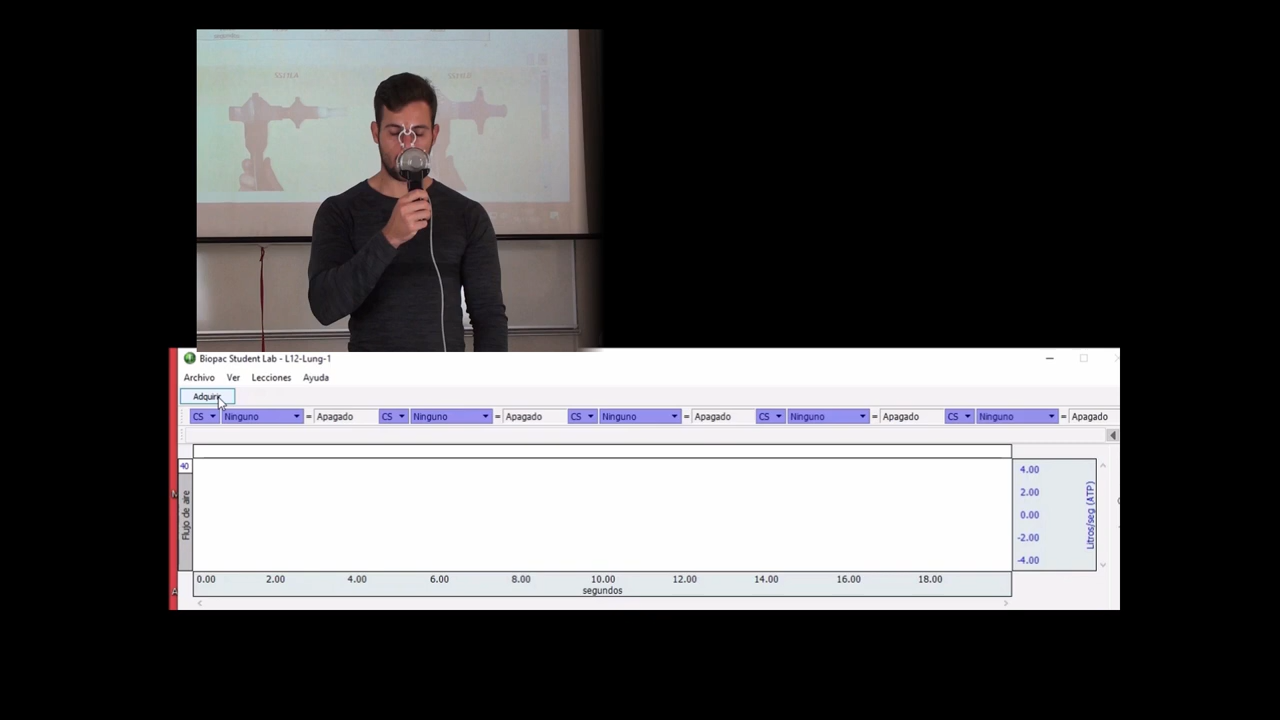 Biopac Student Lab - L12-Lung-1
Archivo Ver Lecciones Ayuda
Adquirir
CS Ninguno = Apagado CS Ninguno = Apagado CS Ninguno = Apagado CS Ninguno = Apagado CS Ninguno = Apagado
40
Flujo de aire
4.00
2.00
0.00
-2.00
-4.00
Litros/seg (ATP)
0.00 2.00 4.00 6.00 8.00 10.00 12.00 14.00 16.00 18.00
segundos